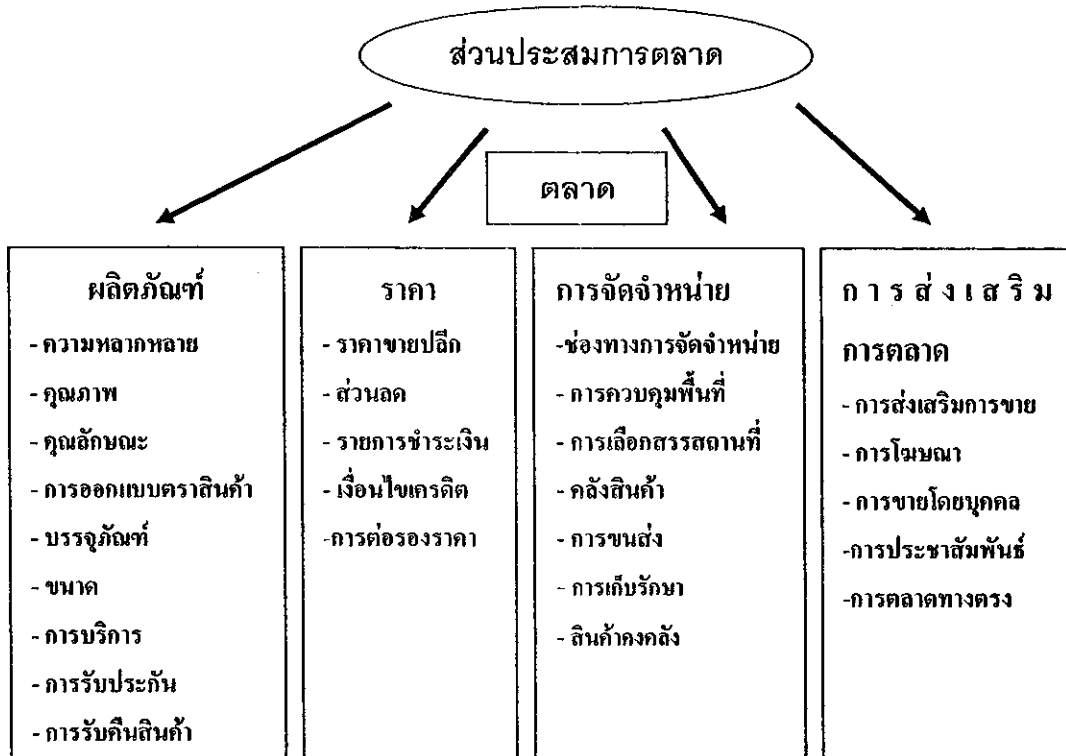 ส่วนประสมการตลาด
ตลาด
ผลิตภัณฑ์
- ความหลากหลาย
- คุณภาพ
- คุณลักษณะ
- การออกแบบตราสินค้า
- บรรจุภัณฑ์
- ขนาด
- การบริการ
- การรับประกัน
- การรับคืนสินค้า
ราคา
- ราคาขายปลีก
- ส่วนลด
- รายการชำระเงิน
- เงื่อนไขเครดิต
-การต่อรองราคา
การจัดจำหน่าย
-ช่องทางการจัดจำหน่าย
- การควบคุมพื้นที่
- การเลือกสรรสถานที่
- คลังสินค้า
- การขนส่ง
- การเก็บรักษา
- สินค้าคงคลัง
การส่งเสริม
การตลาด
- การส่งเสริมการขาย
- การโฆษณา
- การขายโดยบุคคล
-การประชาสัมพันธ์
-การตลาดทางตรง